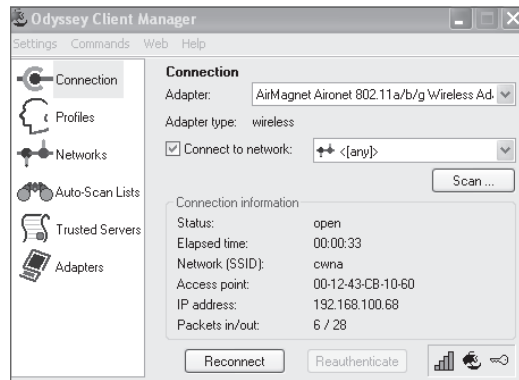 Odyssey Client Manager
Settings Commands Web Help
Connection
Profiles
Networks
Auto-Scan Lists
Trusted Servers
Adapters
Connection
Adapter: AirMagnet Aironet 802.11a/b/g Wireless Ad.
Adapter type: wireless
Connect to network: <[any]>
Scan ...
Connection information
Status: open
Elapsed time: 00:00:33
Network (SSID): cwna
Access point: 00-12-43-CB-10-60
IP address: 192.168.100.68
Packets in/out: 6 / 28
Reconnect Reauthenticate